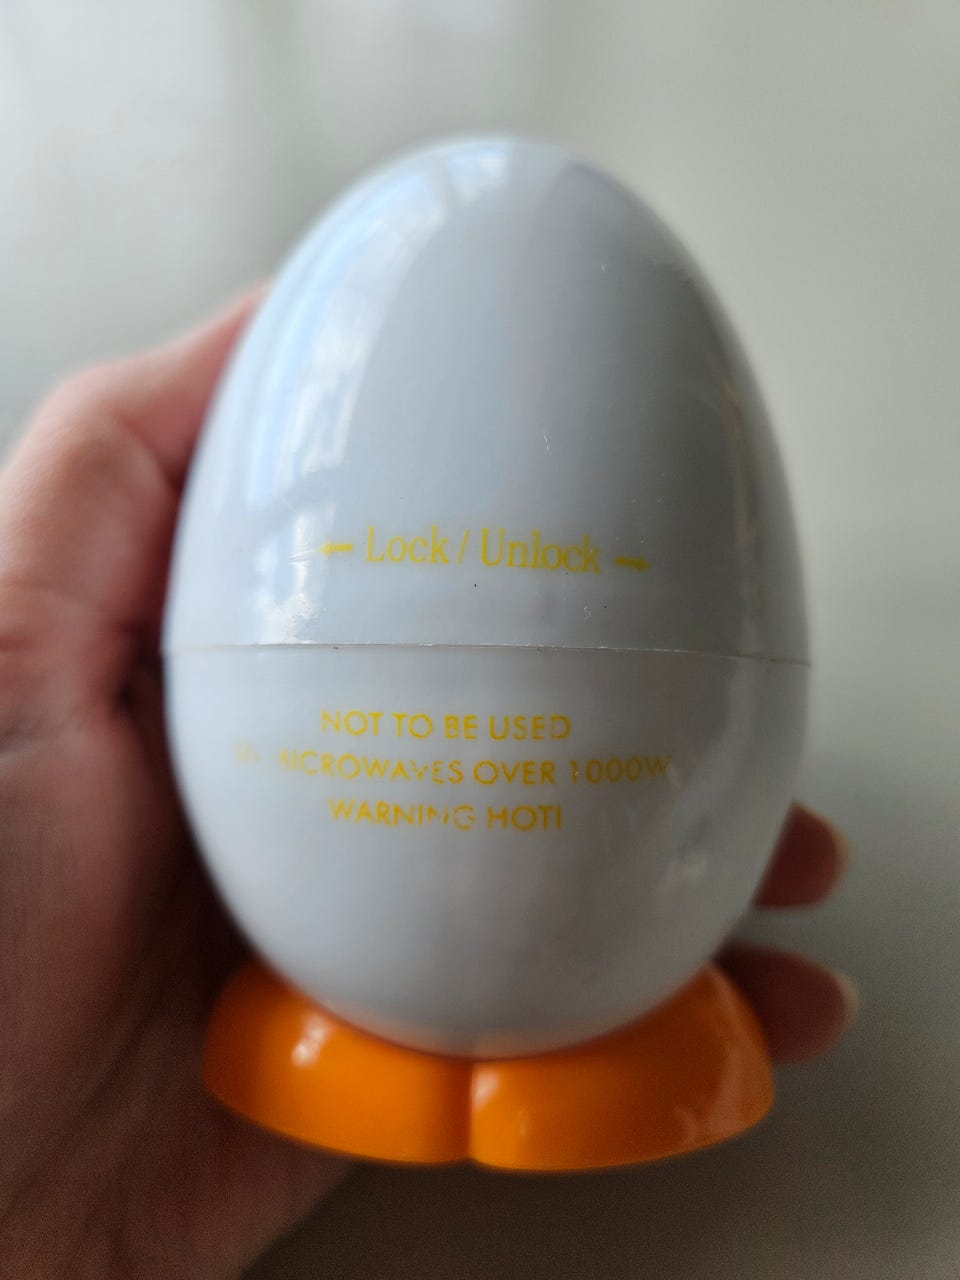 ← Lock / Unlock →
NOT TO BE USED
MICROWAVES OVER 1000W
WARNING HOT!